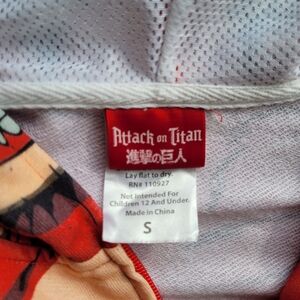 Attack on Titan
進撃の巨人
Lay flat to dry.
RN# 110927
Not Intended For
Children 12 And Under.
Made in China
S